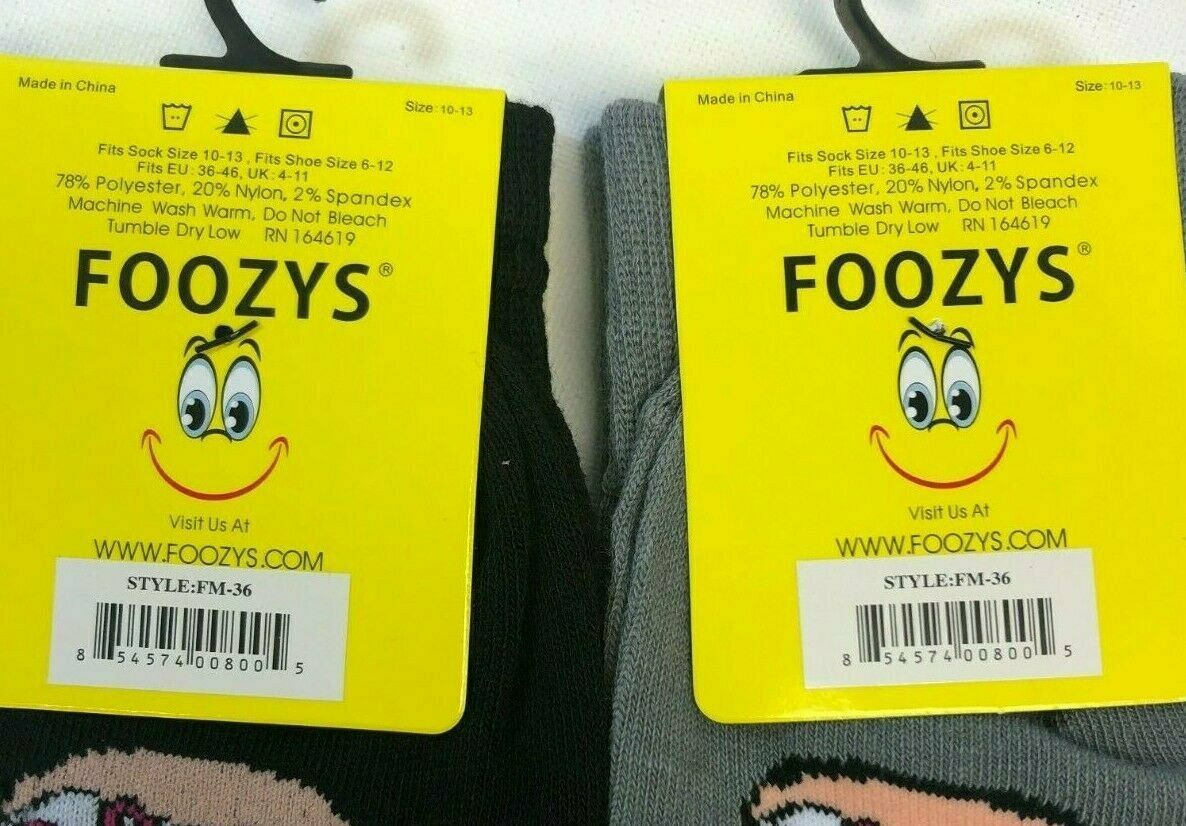 Made in China
Size: 10-13
Fits Sock Size 10-13 , Fits Shoe Size 6-12
Fits EU : 36-46, UK : 4-11
78% Polyester, 20% Nylon, 2% Spandex
Machine Wash Warm, Do Not Bleach
Tumble Dry Low RN 164619
FOOZYS®
Visit Us At
WWW.FOOZYS.COM
STYLE:FM-36
8 54574 00800 5
Made in China
Size: 10-13
Fits Sock Size 10-13 , Fits Shoe Size 6-12
Fits EU : 36-46, UK : 4-11
78% Polyester, 20% Nylon, 2% Spandex
Machine Wash Warm, Do Not Bleach
Tumble Dry Low RN 164619
FOOZYS®
Visit Us At
WWW.FOOZYS.COM
STYLE:FM-36
8 54574 00800 5